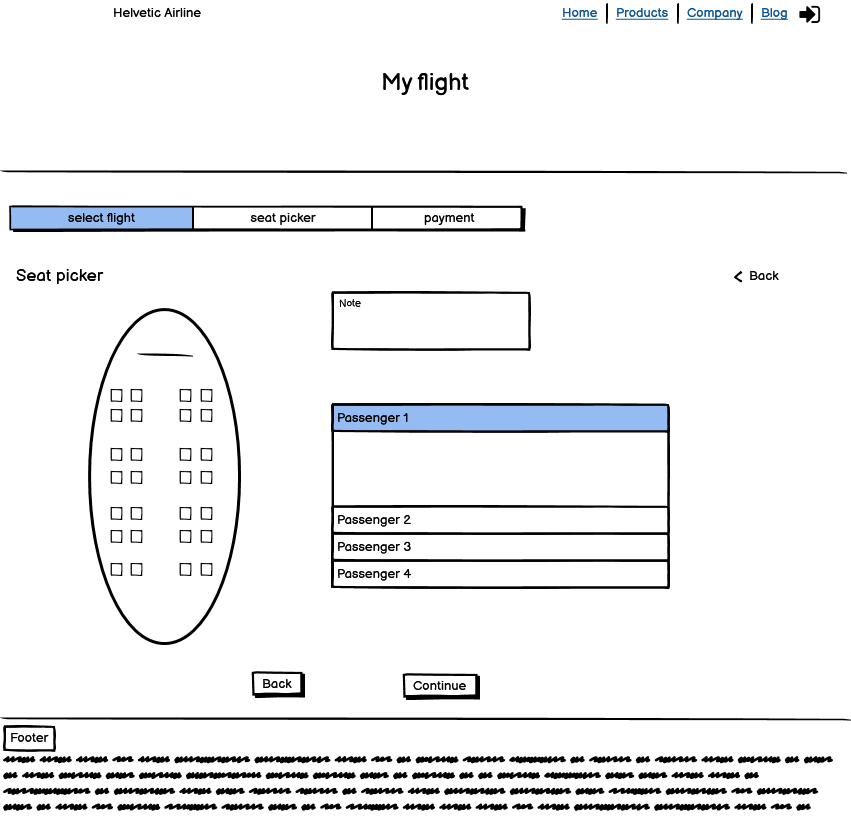 Helvetic Airline
Home Products Company Blog
My flight
select flight seat picker payment
Seat picker
Back
Note
Passenger 1
Passenger 2
Passenger 3
Passenger 4
Back Continue
Footer